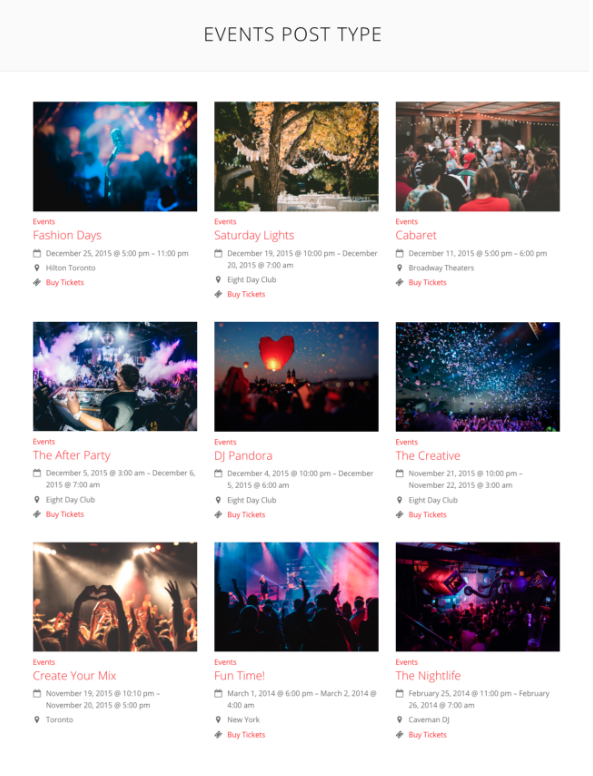 EVENTS POST TYPE
Events
Fashion Days
December 25, 2015 @ 5:00 pm – 11:00 pm
Hilton Toronto
Buy Tickets
Events
Saturday Lights
December 19, 2015 @ 10:00 pm – December
20, 2015 @ 7:00 am
Eight Day Club
Buy Tickets
Events
Cabaret
December 11, 2015 @ 5:00 pm – 6:00 pm
Broadway Theaters
Buy Tickets
Events
The After Party
December 5, 2015 @ 3:00 am – December 6,
2015 @ 7:00 am
Eight Day Club
Buy Tickets
Events
DJ Pandora
December 4, 2015 @ 10:00 pm – December
5, 2015 @ 6:00 am
Eight Day Club
Buy Tickets
Events
The Creative
November 21, 2015 @ 10:00 pm –
November 22, 2015 @ 3:00 am
Eight Day Club
Buy Tickets
Events
Create Your Mix
November 19, 2015 @ 10:10 pm –
November 20, 2015 @ 5:00 pm
Toronto
Events
Fun Time!
March 1, 2014 @ 6:00 pm – March 2, 2014 @
4:00 am
New York
Buy Tickets
Events
The Nightlife
February 25, 2014 @ 11:00 pm – February
26, 2014 @ 7:00 am
Caveman DJ
Buy Tickets